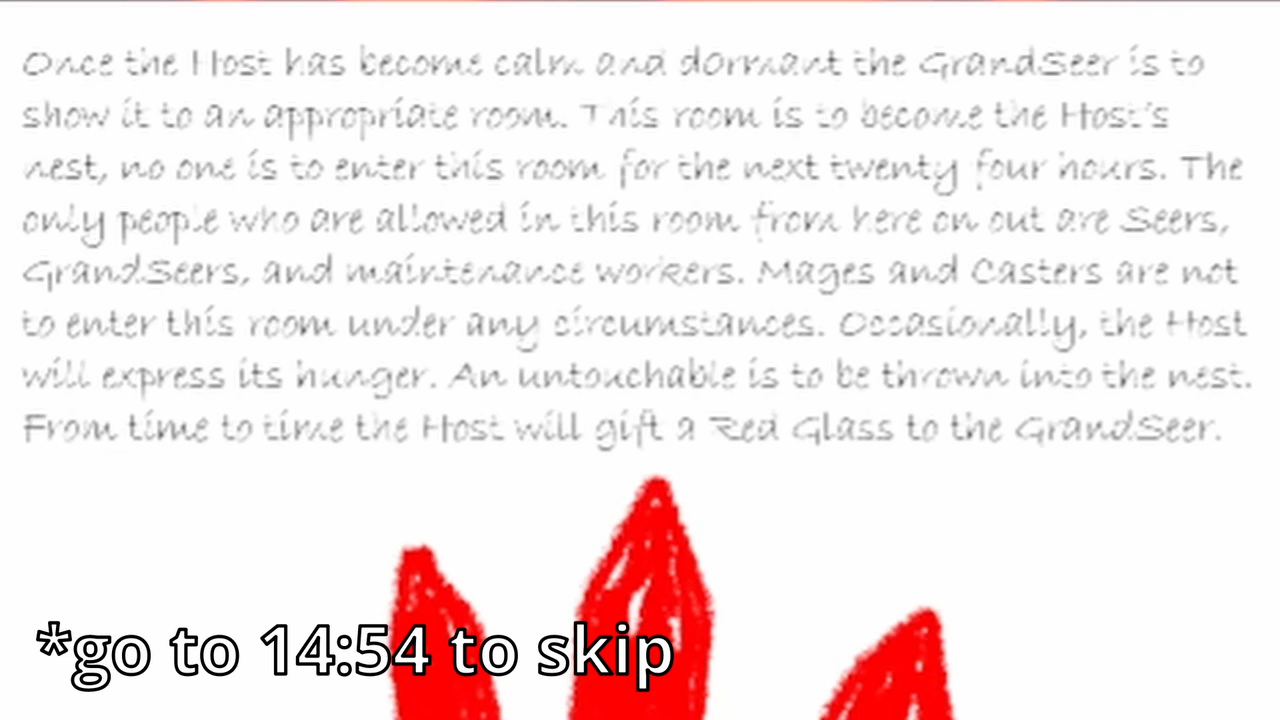 Once the Host has become calm and dormant the GrandSeer is to
show it to an appropriate room. This room is to become the Host's
nest, no one is to enter this room for the next twenty four hours. The
only people who are allowed in this room from here on out are Seers,
GrandSeers, and maintenance workers. Mages and Casters are not
to enter this room under any circumstances. Occasionally, the Host
will express its hunger. An untouchable is to be thrown into the nest.
From time to time the Host will gift a Red Glass to the GrandSeer.
*go to 14:54 to skip